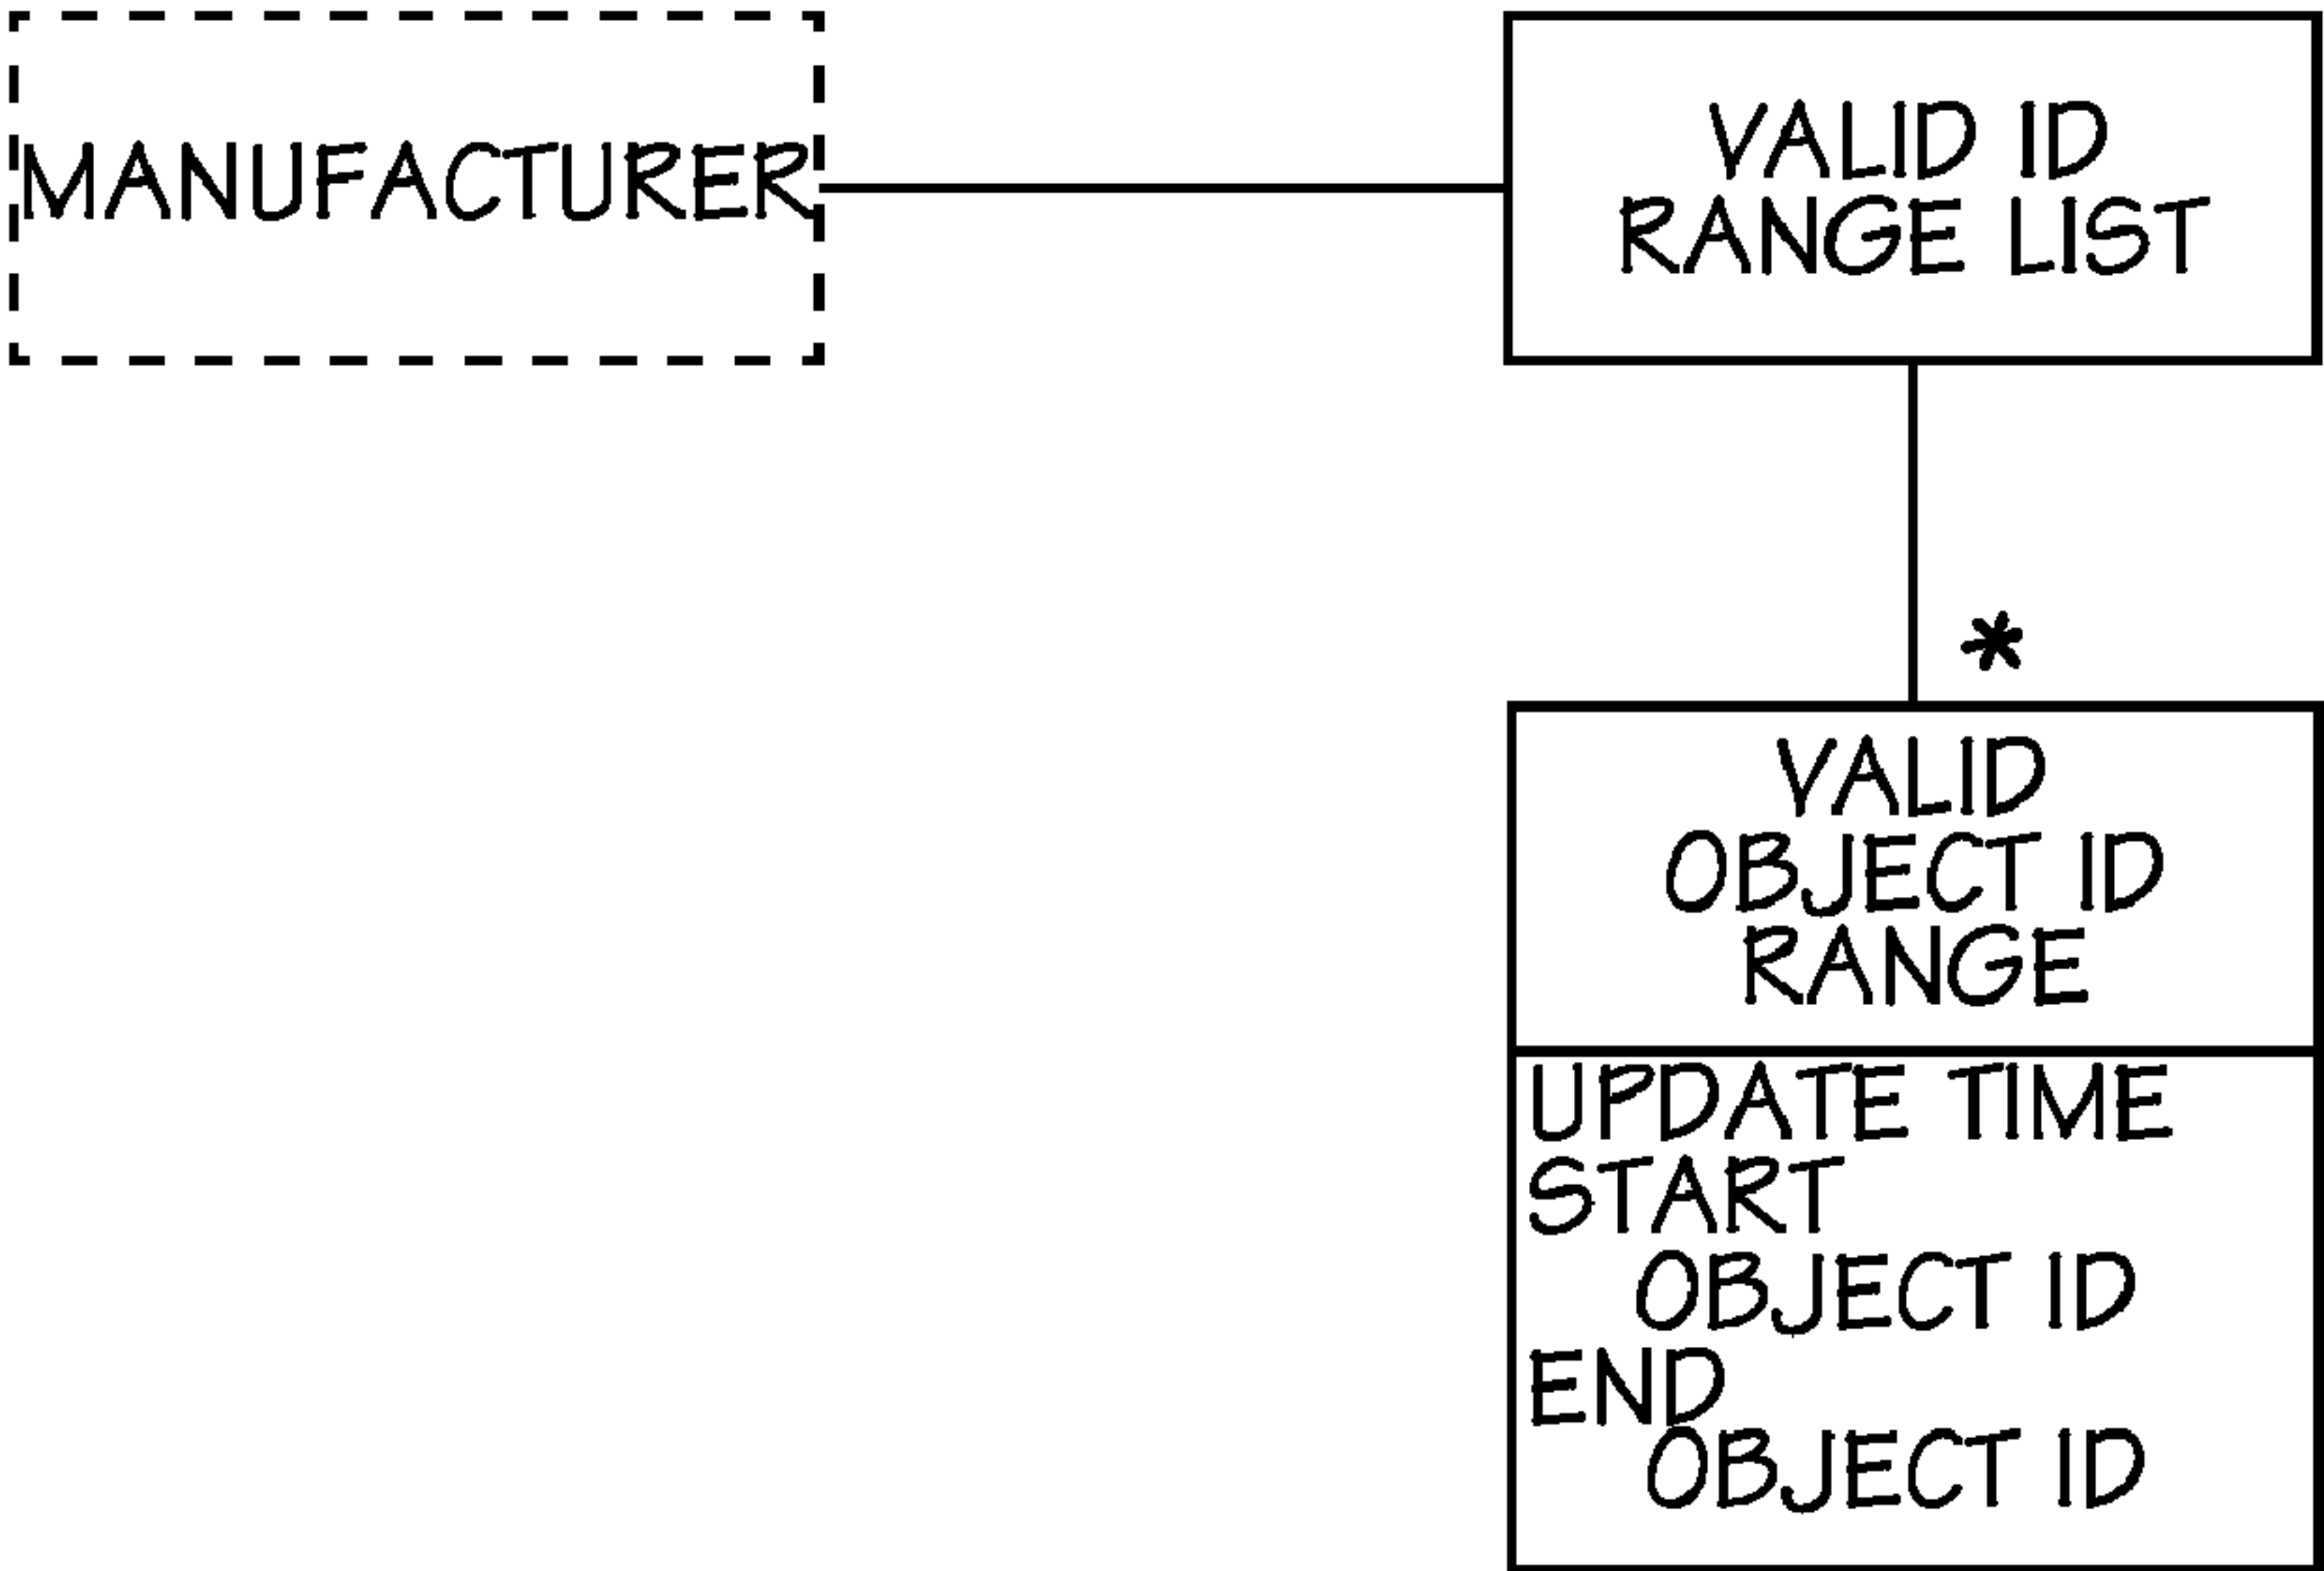 MANUFACTURER
VALID ID
RANGE LIST
*
VALID
OBJECT ID
RANGE
UPDATE TIME
START
OBJECT ID
END
OBJECT ID